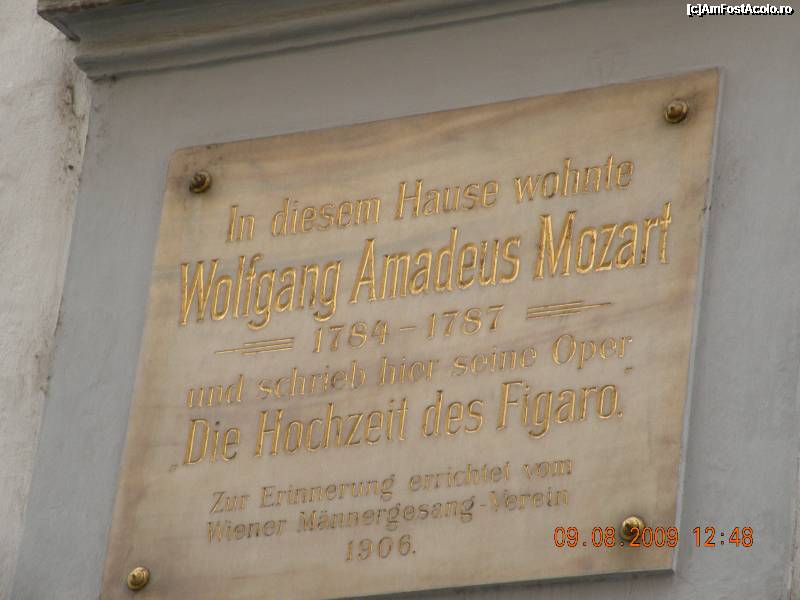 [c]AmFostAcolo.ro
In diesem Hause wohnte
Wolfgang Amadeus Mozart
1784 – 1787
und schrieb hier seine Oper
„Die Hochzeit des Figaro.“
Zur Erinnerung errichtet vom
Wiener Männergesang-Verein
1906.
09.08.2009 12:48